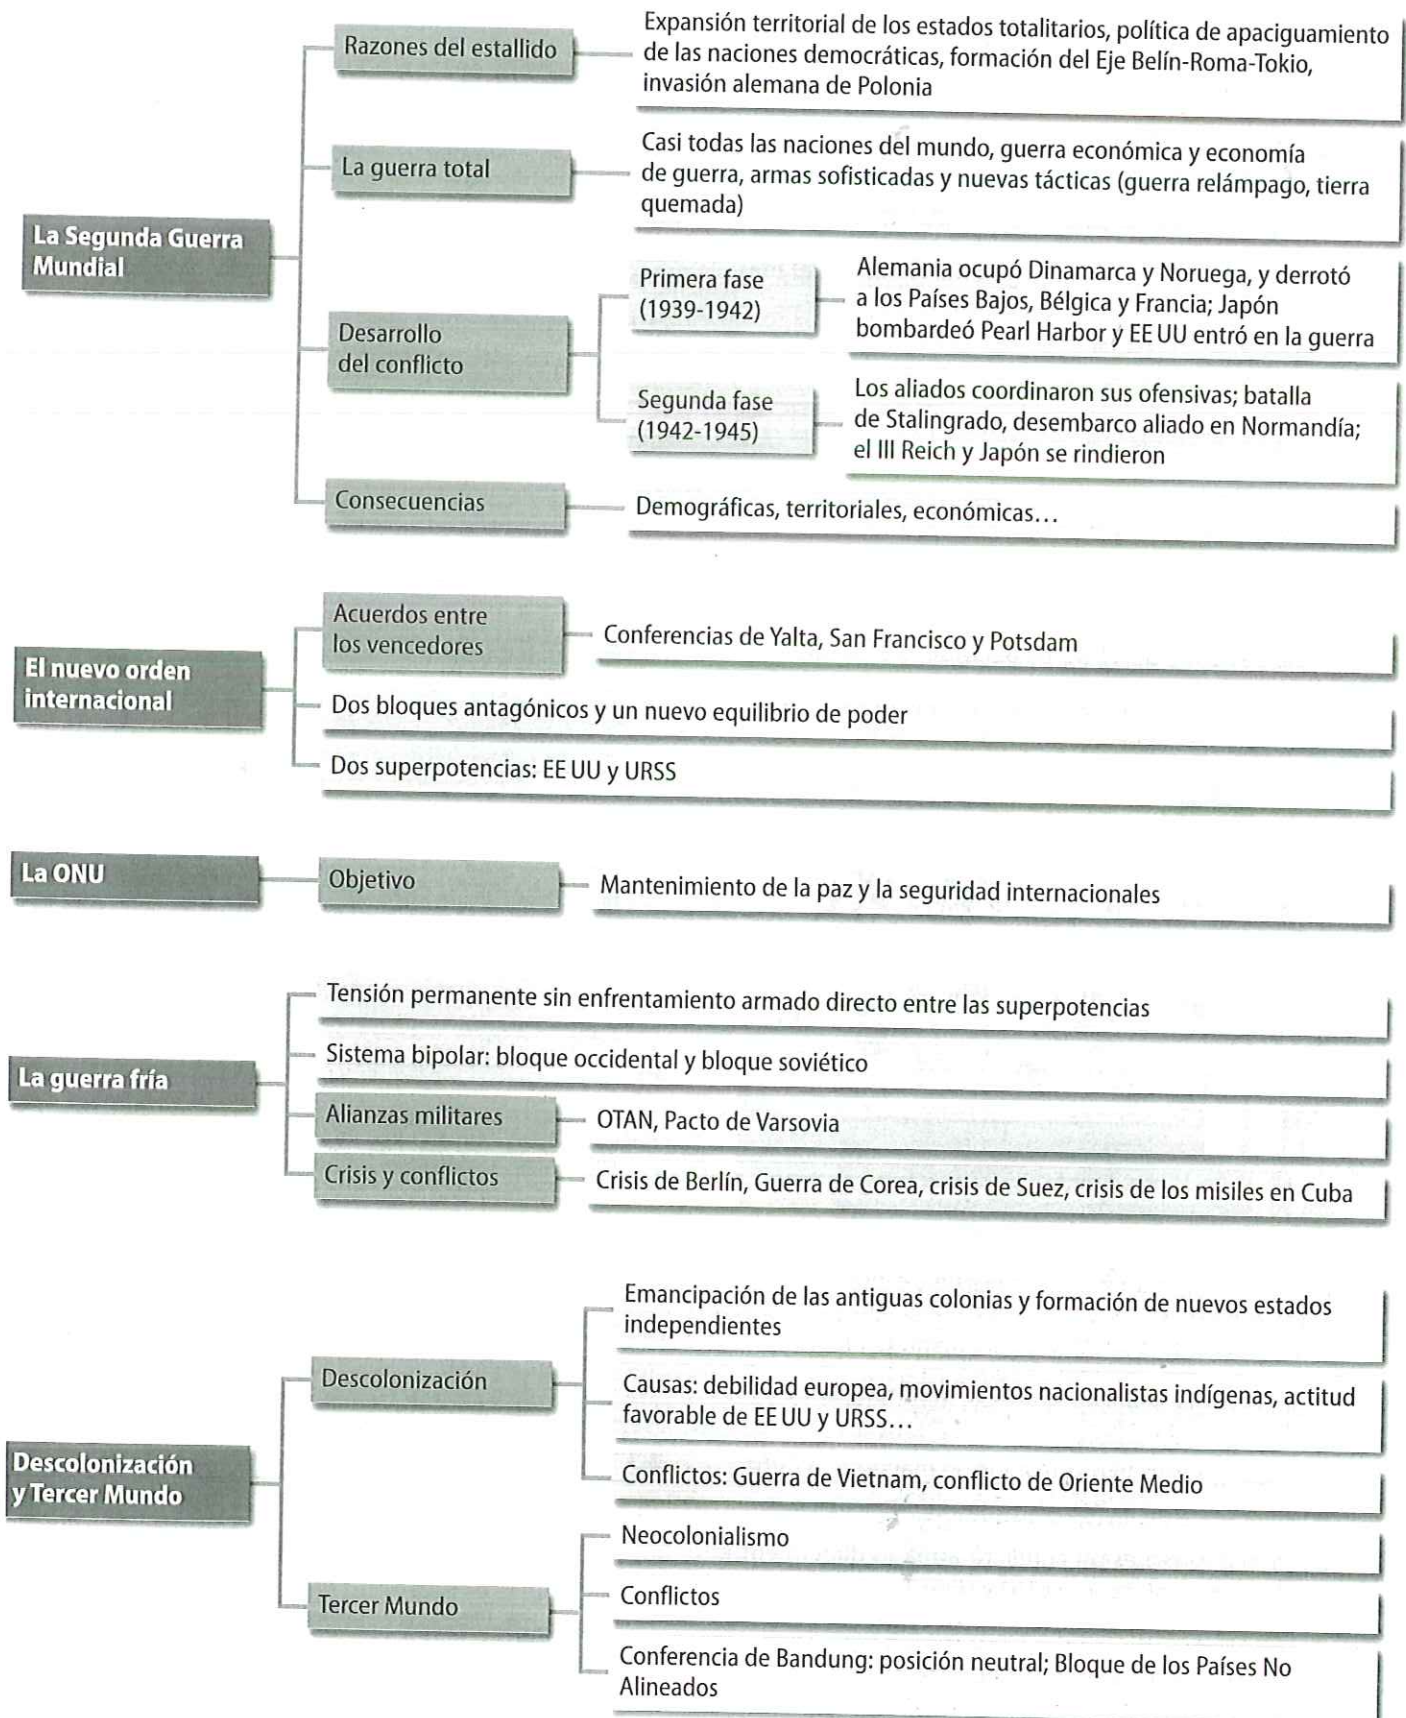 Razones del estallido
Expansión territorial de los estados totalitarios, política de apaciguamiento
de las naciones democráticas, formación del Eje Belín-Roma-Tokio,
invasión alemana de Polonia
La guerra total
Casi todas las naciones del mundo, guerra económica y economía
de guerra, armas sofisticadas y nuevas tácticas (guerra relámpago, tierra
quemada)
La Segunda Guerra
Mundial
Desarrollo
del conflicto
Primera fase
(1939-1942)
Alemania ocupó Dinamarca y Noruega, y derrotó
a los Países Bajos, Bélgica y Francia; Japón
bombardeó Pearl Harbor y EE UU entró en la guerra
Segunda fase
(1942-1945)
Los aliados coordinaron sus ofensivas; batalla
de Stalingrado, desembarco aliado en Normandía;
el III Reich y Japón se rindieron
Consecuencias
Demográficas, territoriales, económicas…
El nuevo orden
internacional
Acuerdos entre
los vencedores
Conferencias de Yalta, San Francisco y Potsdam
Dos bloques antagónicos y un nuevo equilibrio de poder
Dos superpotencias: EE UU y URSS
La ONU
Objetivo
Mantenimiento de la paz y la seguridad internacionales
La guerra fría
Tensión permanente sin enfrentamiento armado directo entre las superpotencias
Sistema bipolar: bloque occidental y bloque soviético
Alianzas militares
OTAN, Pacto de Varsovia
Crisis y conflictos
Crisis de Berlín, Guerra de Corea, crisis de Suez, crisis de los misiles en Cuba
Descolonización
y Tercer Mundo
Descolonización
Emancipación de las antiguas colonias y formación de nuevos estados
independientes
Causas: debilidad europea, movimientos nacionalistas indígenas, actitud
favorable de EE UU y URSS…
Conflictos: Guerra de Vietnam, conflicto de Oriente Medio
Tercer Mundo
Neocolonialismo
Conflictos
Conferencia de Bandung: posición neutral; Bloque de los Países No
Alineados